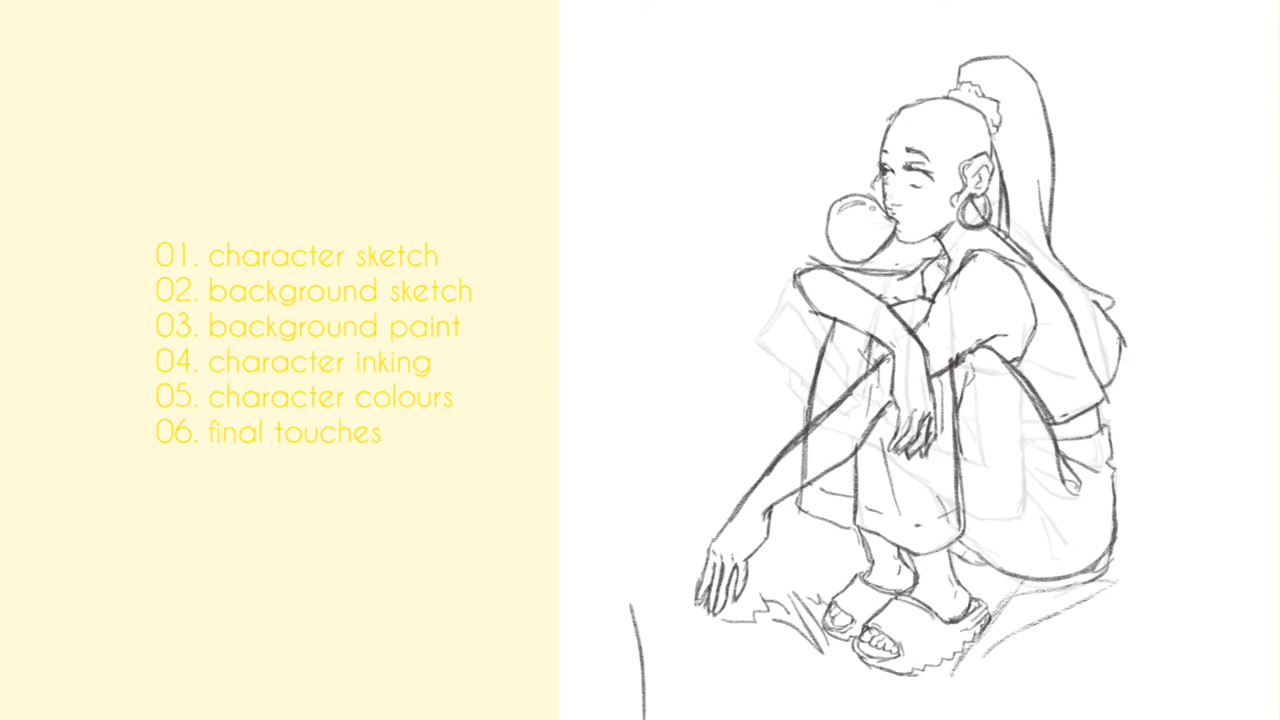 01. character sketch
02. background sketch
03. background paint
04. character inking
05. character colours
06. final touches